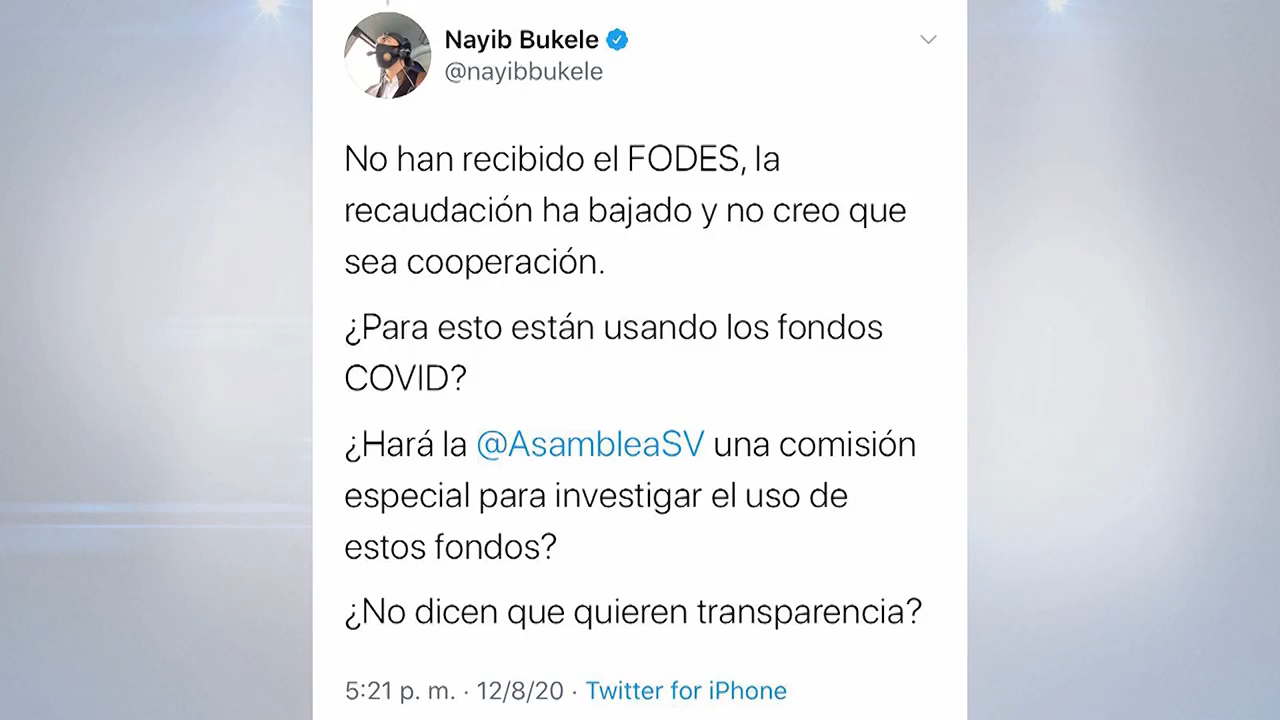 Nayib Bukele
@nayibbukele
No han recibido el FODES, la
recaudación ha bajado y no creo que
sea cooperación.
¿Para esto están usando los fondos
COVID?
¿Hará la @AsambleaSV una comisión
especial para investigar el uso de
estos fondos?
¿No dicen que quieren transparencia?
5:21 p. m. · 12/8/20 · Twitter for iPhone